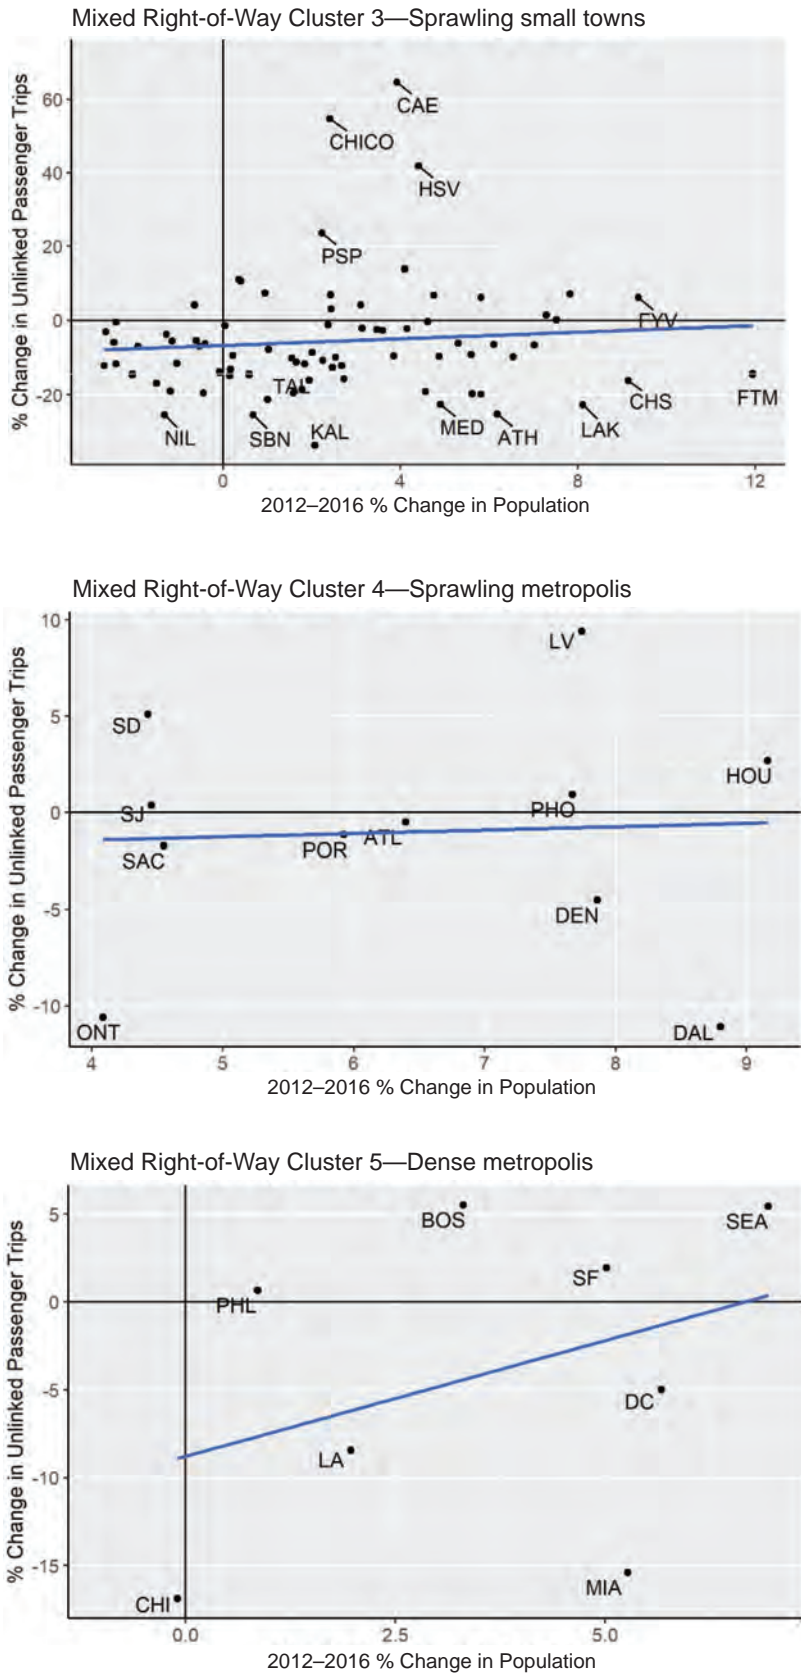 Mixed Right-of-Way Cluster 3—Sprawling small towns
% Change in Unlinked Passenger Trips
60
40
20
0
-20
CAE
CHICO
HSV
PSP
FYV
TAL
NIL
SBN
KAL
MED
ATH
LAK
CHS
FTM
0
4
8
12
2012–2016 % Change in Population
Mixed Right-of-Way Cluster 4—Sprawling metropolis
% Change in Unlinked Passenger Trips
10
5
0
-5
-10
LV
SD
HOU
SJ
PHO
ATL
POR
SAC
DEN
ONT
DAL
4
5
6
7
8
9
2012–2016 % Change in Population
Mixed Right-of-Way Cluster 5—Dense metropolis
% Change in Unlinked Passenger Trips
5
0
-5
-10
-15
BOS
SEA
SF
PHL
DC
LA
MIA
CHI
0.0
2.5
5.0
2012–2016 % Change in Population